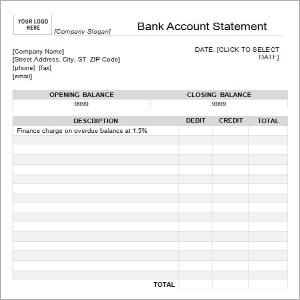 YOUR LOGO HERE
[Company Slogan]
Bank Account Statement
[Company Name]
[Street Address, City, ST ZIP Code]
[phone] [fax]
[email]
DATE. [CLICK TO SELECT
DATE]
OPENING BALANCE CLOSING BALANCE
9999 9999
DESCRIPTION DEBIT CREDIT TOTAL
Finance charge on overdue balance at 1.5%
TOTAL